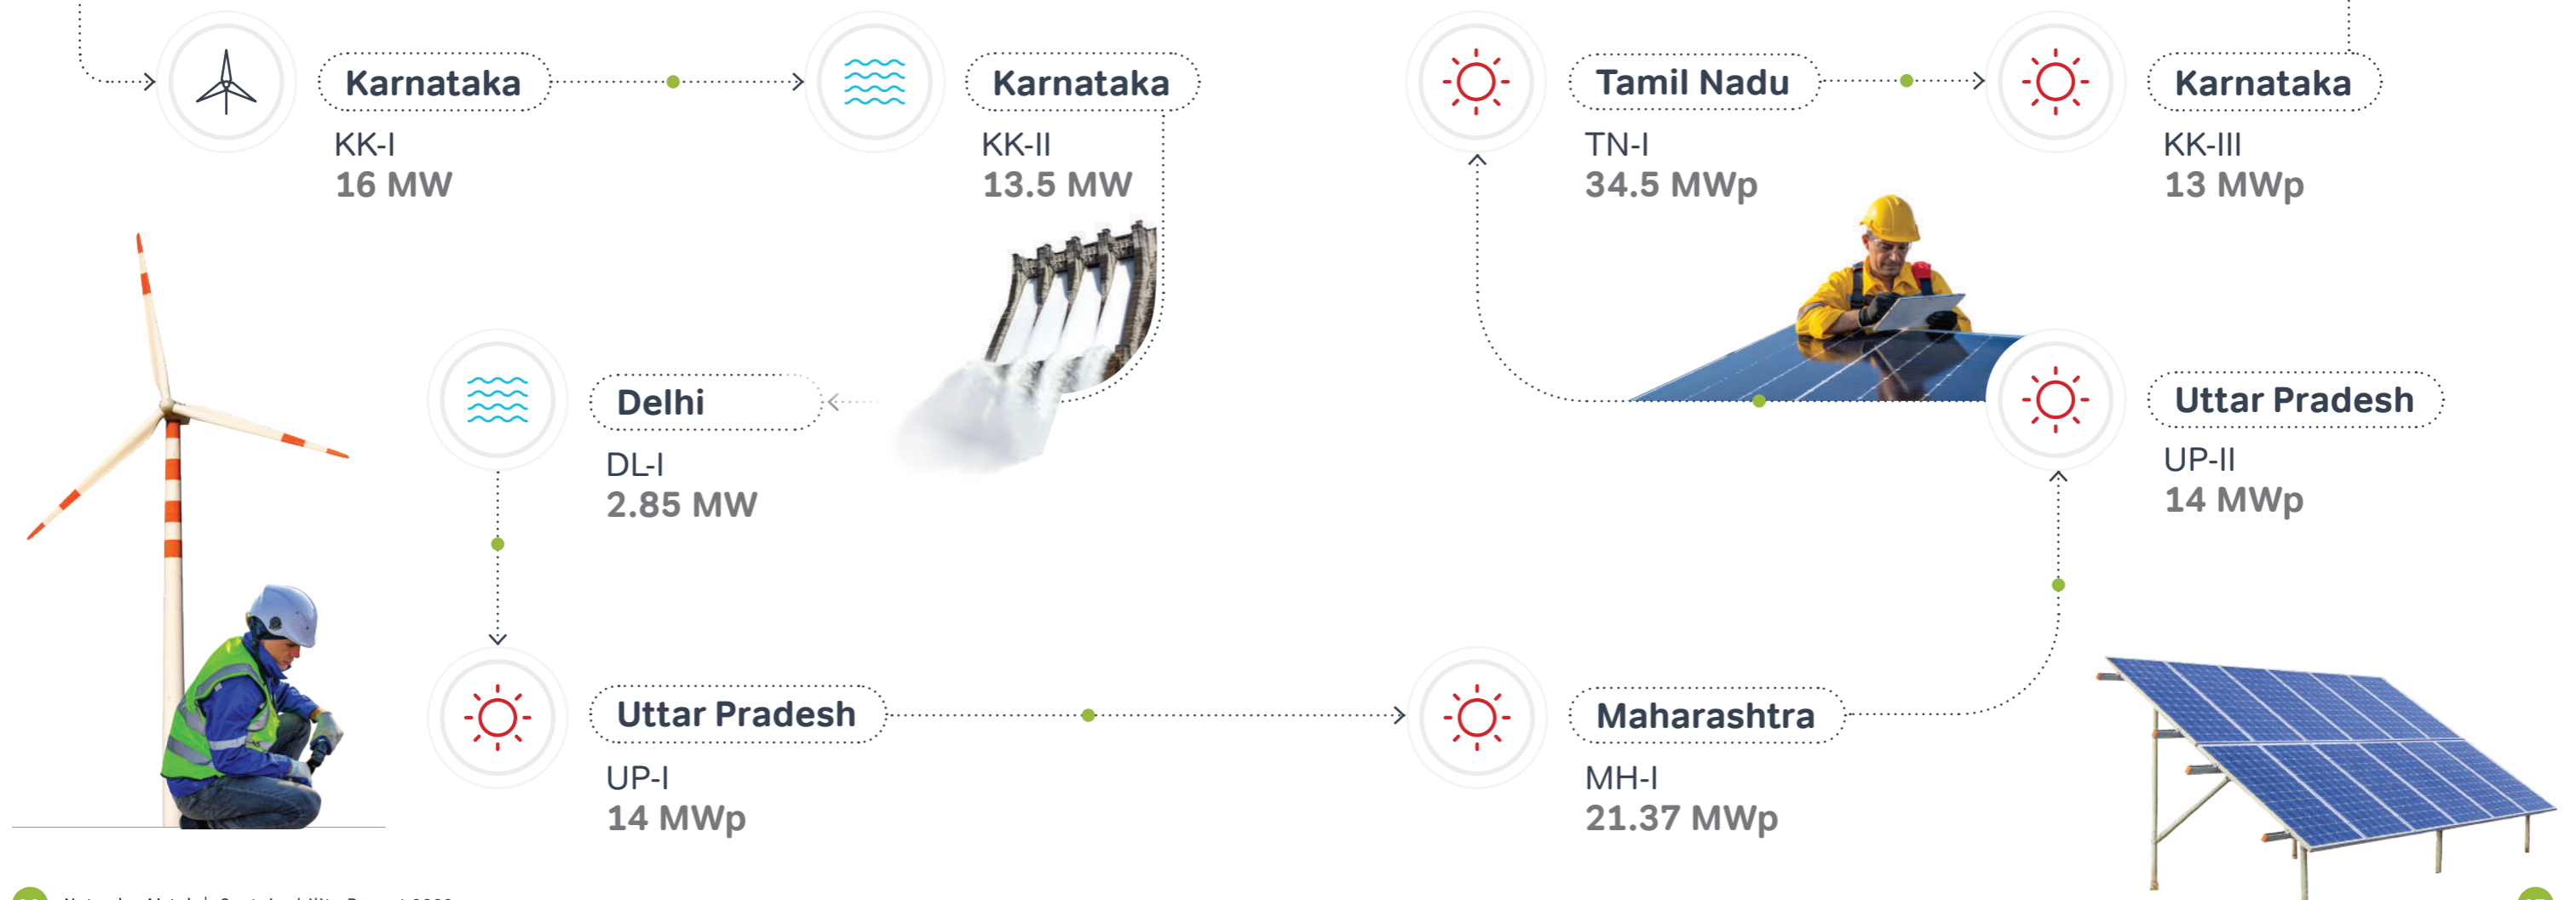 Karnataka
KK-I
16 MW
Karnataka
KK-II
13.5 MW
Tamil Nadu
TN-I
34.5 MWp
Karnataka
KK-III
13 MWp
Delhi
DL-I
2.85 MW
Uttar Pradesh
UP-II
14 MWp
Uttar Pradesh
UP-I
14 MWp
Maharashtra
MH-I
21.37 MWp